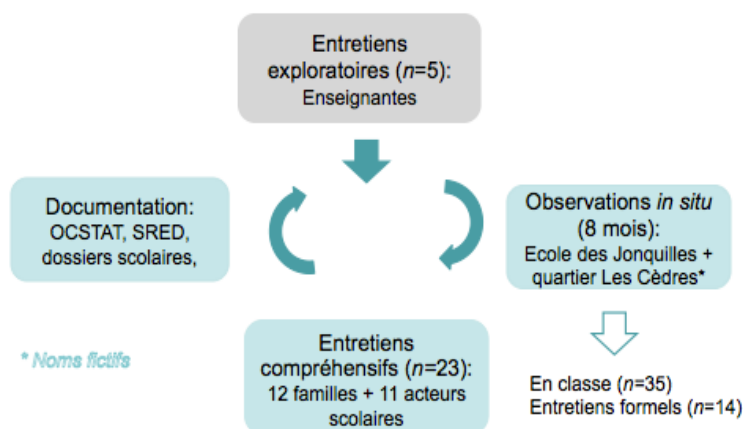 Entretiens
exploratoires (n=5):
Enseignantes
Documentation:
OCSTAT, SRED,
dossiers scolaires,
Observations in situ
(8 mois):
Ecole des Jonquilles +
quartier Les Cèdres*
* Noms fictifs
Entretiens
compréhensifs (n=23):
12 familles + 11 acteurs
scolaires
En classe (n=35)
Entretiens formels (n=14)